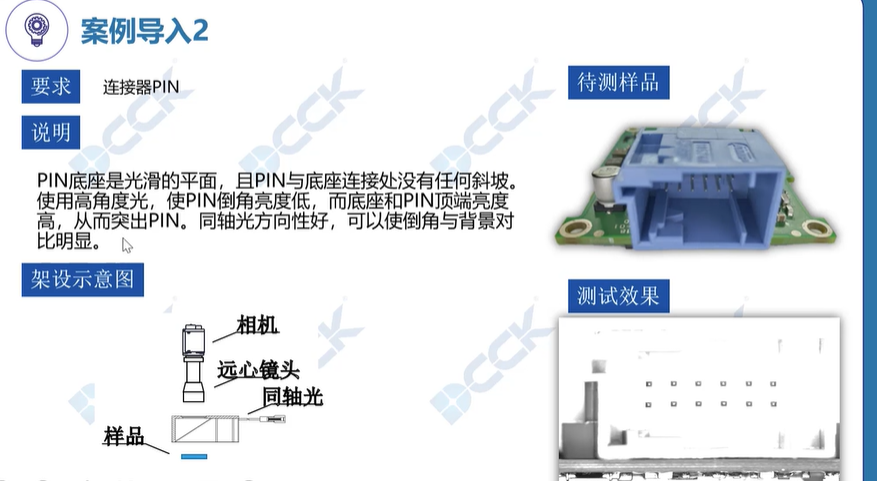 案例导入2
要求
连接器PIN
待测样品
说明
PIN底座是光滑的平面，且PIN与底座连接处没有任何斜坡。
使用高角度光，使PIN倒角亮度低，而底座和PIN顶端亮度
高，从而突出PIN。同轴光方向性好，可以使倒角与背景对
比明显。
架设示意图
测试效果
相机
远心镜头
同轴光
样品
DCCK
DCCK
DCCK
DCCK
DCCK